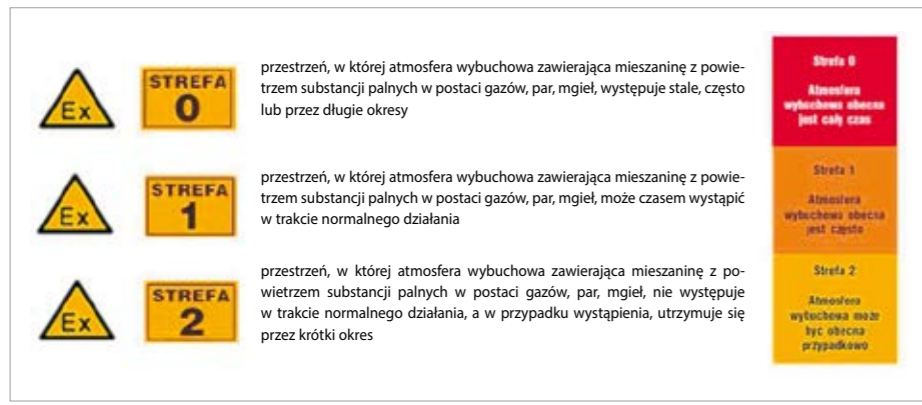 Ex
STREFA
0
przestrzeń, w której atmosfera wybuchowa zawierająca mieszaninę z powie-
trzem substancji palnych w postaci gazów, par, mgieł, występuje stale, często
lub przez długie okresy
Ex
STREFA
1
przestrzeń, w której atmosfera wybuchowa zawierająca mieszaninę z powie-
trzem substancji palnych w postaci gazów, par, mgieł, może czasem wystąpić
w trakcie normalnego działania
Ex
STREFA
2
przestrzeń, w której atmosfera wybuchowa zawierająca mieszaninę z po-
wietrzem substancji palnych w postaci gazów, par, mgieł, nie występuje
w trakcie normalnego działania, a w przypadku wystąpienia, utrzymuje się
przez krótki okres
Strefa 0
Atmosfera
wybuchowa obecna
jest cały czas
Strefa 1
Atmosfera
wybuchowa obecna
jest często
Strefa 2
Atmosfera
wybuchowa może
być obecna
przypadkowo